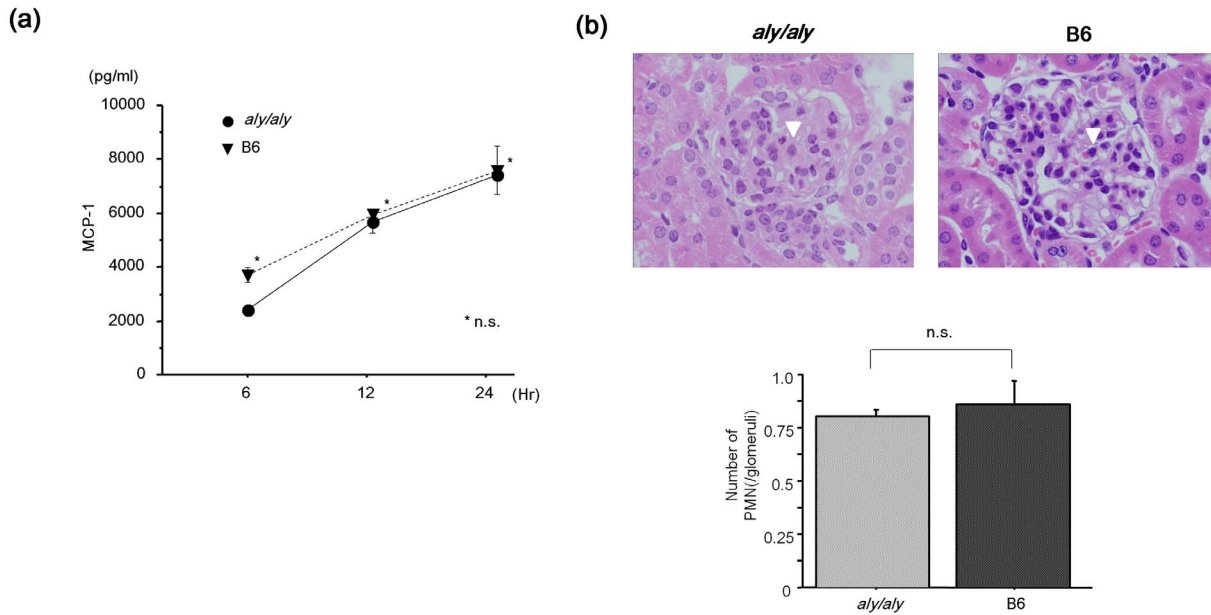 (a)
(pg/ml)
10000
8000
6000
4000
2000
0
MCP-1
aly/aly
B6
*
*
*
* n.s.
6 12 24 (Hr)
(b)
aly/aly B6
n.s.
1.0
0.75
0.5
0.25
0
Number of
PMN(/glomeruli)
aly/aly B6